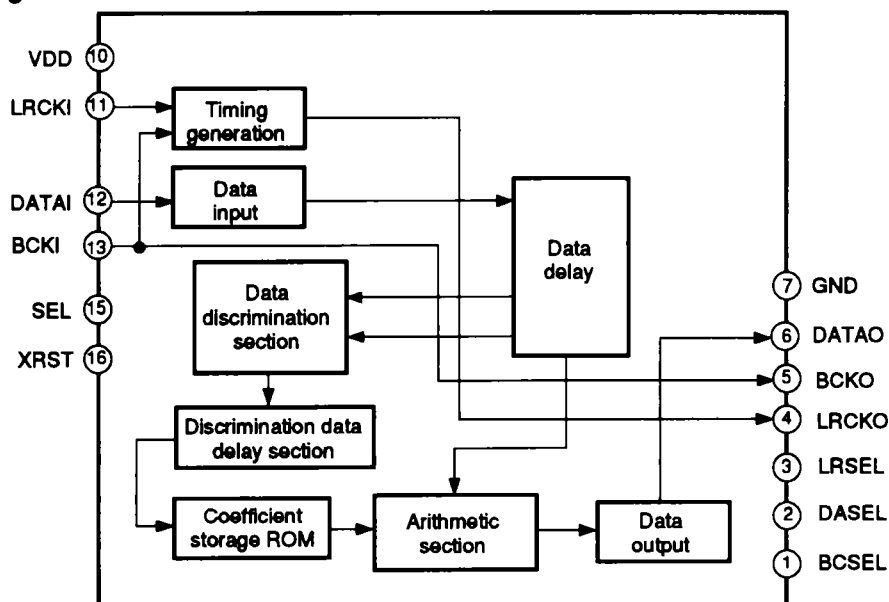 VDD 10
LRCKI 11
Timing
generation
DATAI 12
Data
input
BCKI 13
Data
delay
SEL 15
Data
discrimination
section
XRST 16
7 GND
6 DATAO
5 BCKO
4 LRCKO
Discrimination data
delay section
3 LRSEL
Coefficient
storage ROM
Arithmetic
section
Data
output
2 DASEL
1 BCSEL